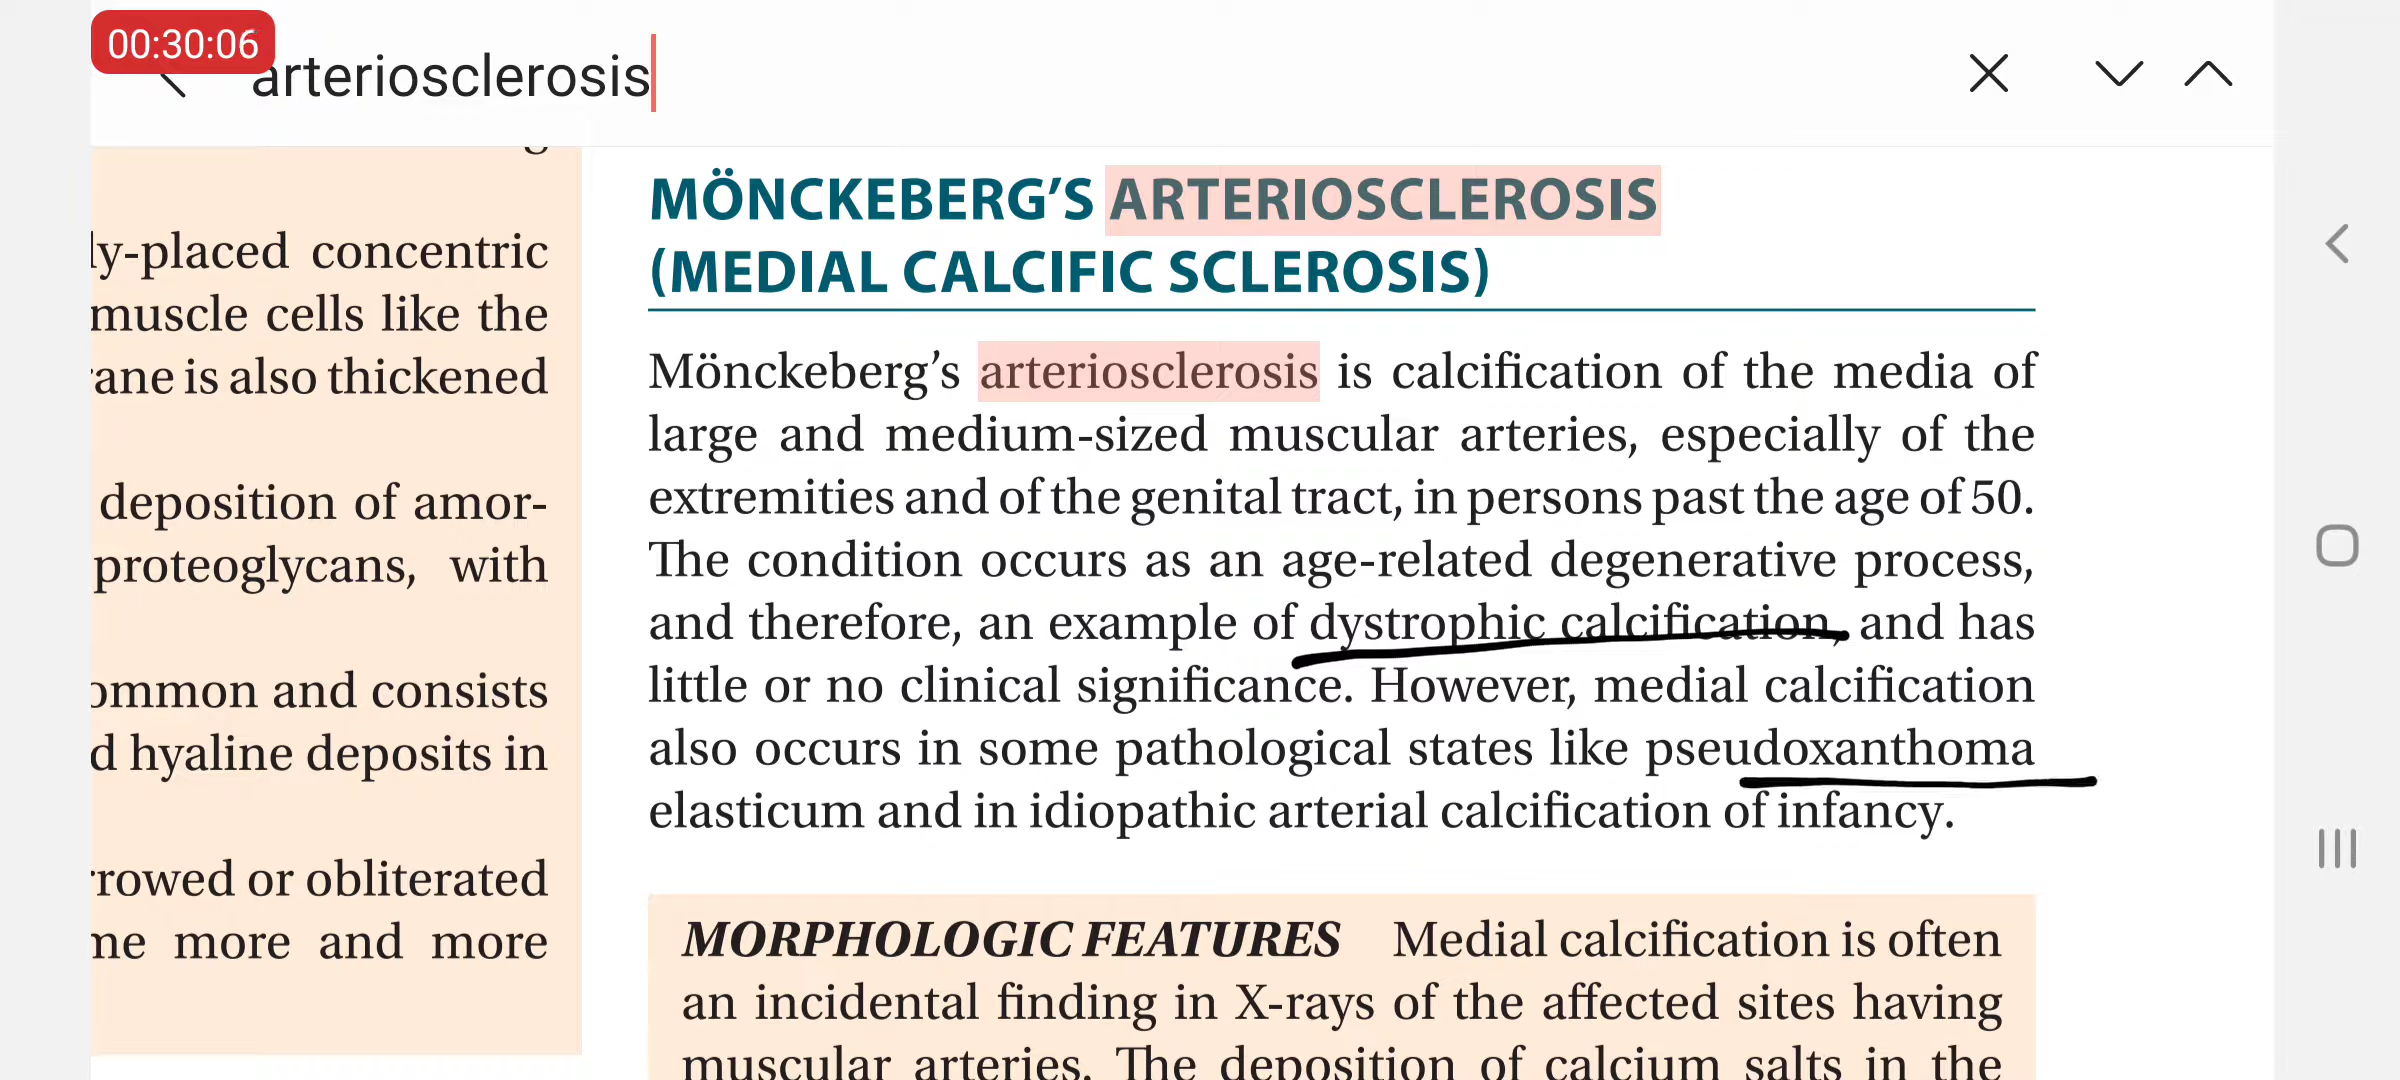 00:30:06
arteriosclerosis
ly-placed concentric
muscle cells like the
ane is also thickened
deposition of amor-
proteoglycans, with
ommon and consists
d hyaline deposits in
rowed or obliterated
me more and more
MÖNCKEBERG’S ARTERIOSCLEROSIS
(MEDIAL CALCIFIC SCLEROSIS)
Mönckeberg’s arteriosclerosis is calcification of the media of
large and medium-sized muscular arteries, especially of the
extremities and of the genital tract, in persons past the age of 50.
The condition occurs as an age-related degenerative process,
and therefore, an example of dystrophic calcification, and has
little or no clinical significance. However, medial calcification
also occurs in some pathological states like pseudoxanthoma
elasticum and in idiopathic arterial calcification of infancy.
MORPHOLOGIC FEATURES Medial calcification is often
an incidental finding in X-rays of the affected sites having
muscular arteries. The deposition of calcium salts in the